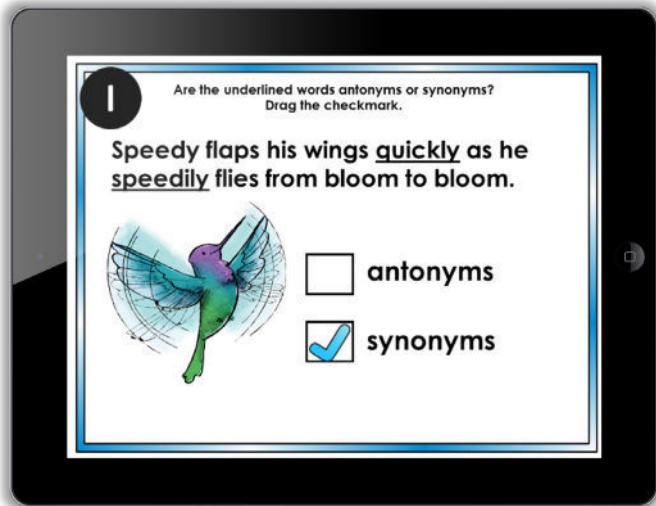 1
Are the underlined words antonyms or synonyms?
Drag the checkmark.
Speedy flaps his wings quickly as he
speedily flies from bloom to bloom.
antonyms
synonyms